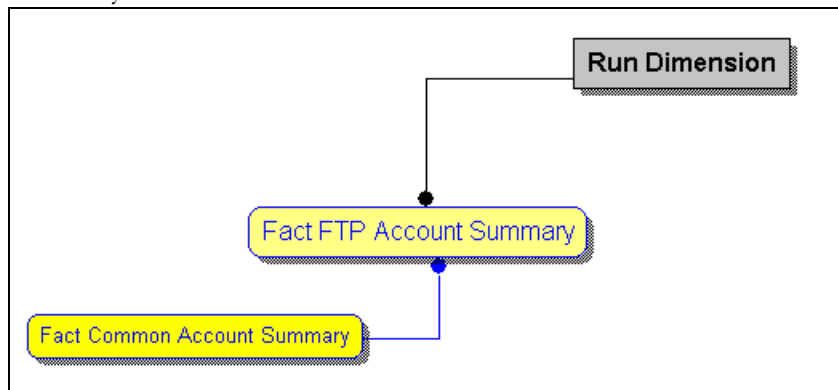 Run Dimension
Fact FTP Account Summary
Fact Common Account Summary